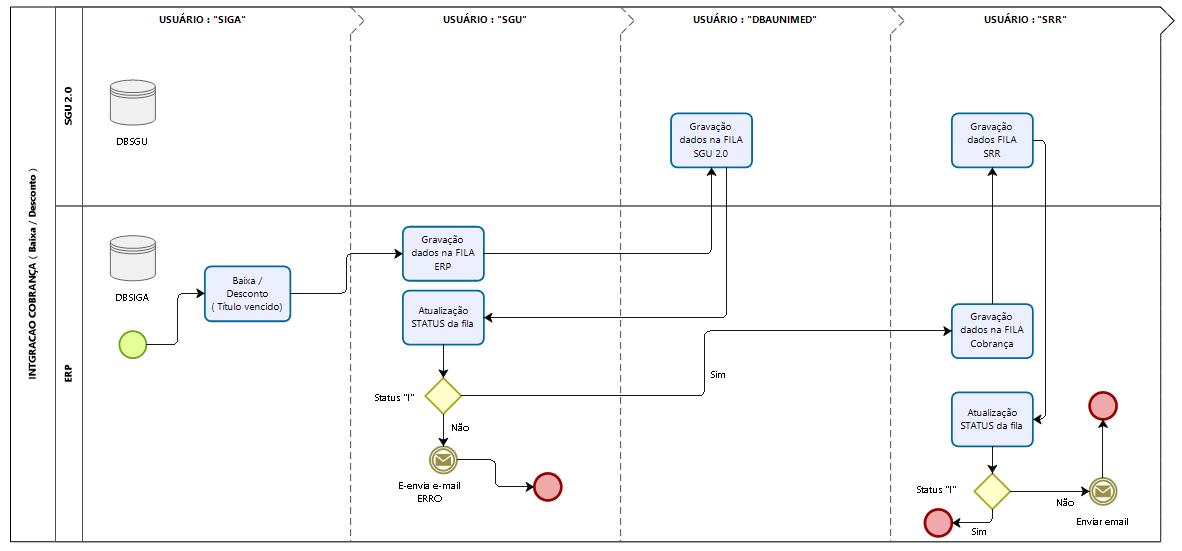 USUÁRIO : "SIGA"
USUÁRIO : "SGU"
USUÁRIO : "DBAUNIMED"
USUÁRIO : "SRR"
INTGRACAO COBRANÇA ( Baixa / Desconto )
SGU 2.0
DBSGU
Gravação
dados na FILA
SGU 2.0
Gravação
dados FILA
SRR
ERP
DBSIGA
Baixa /
Desconto
( Título vencido)
Gravação
dados na FILA
ERP
Atualização
STATUS da fila
Status "I"
Sim
Não
E-envia e-mail
ERRO
Gravação
dados na FILA
Cobrança
Atualização
STATUS da fila
Status "I"
Não
Enviar email
Sim